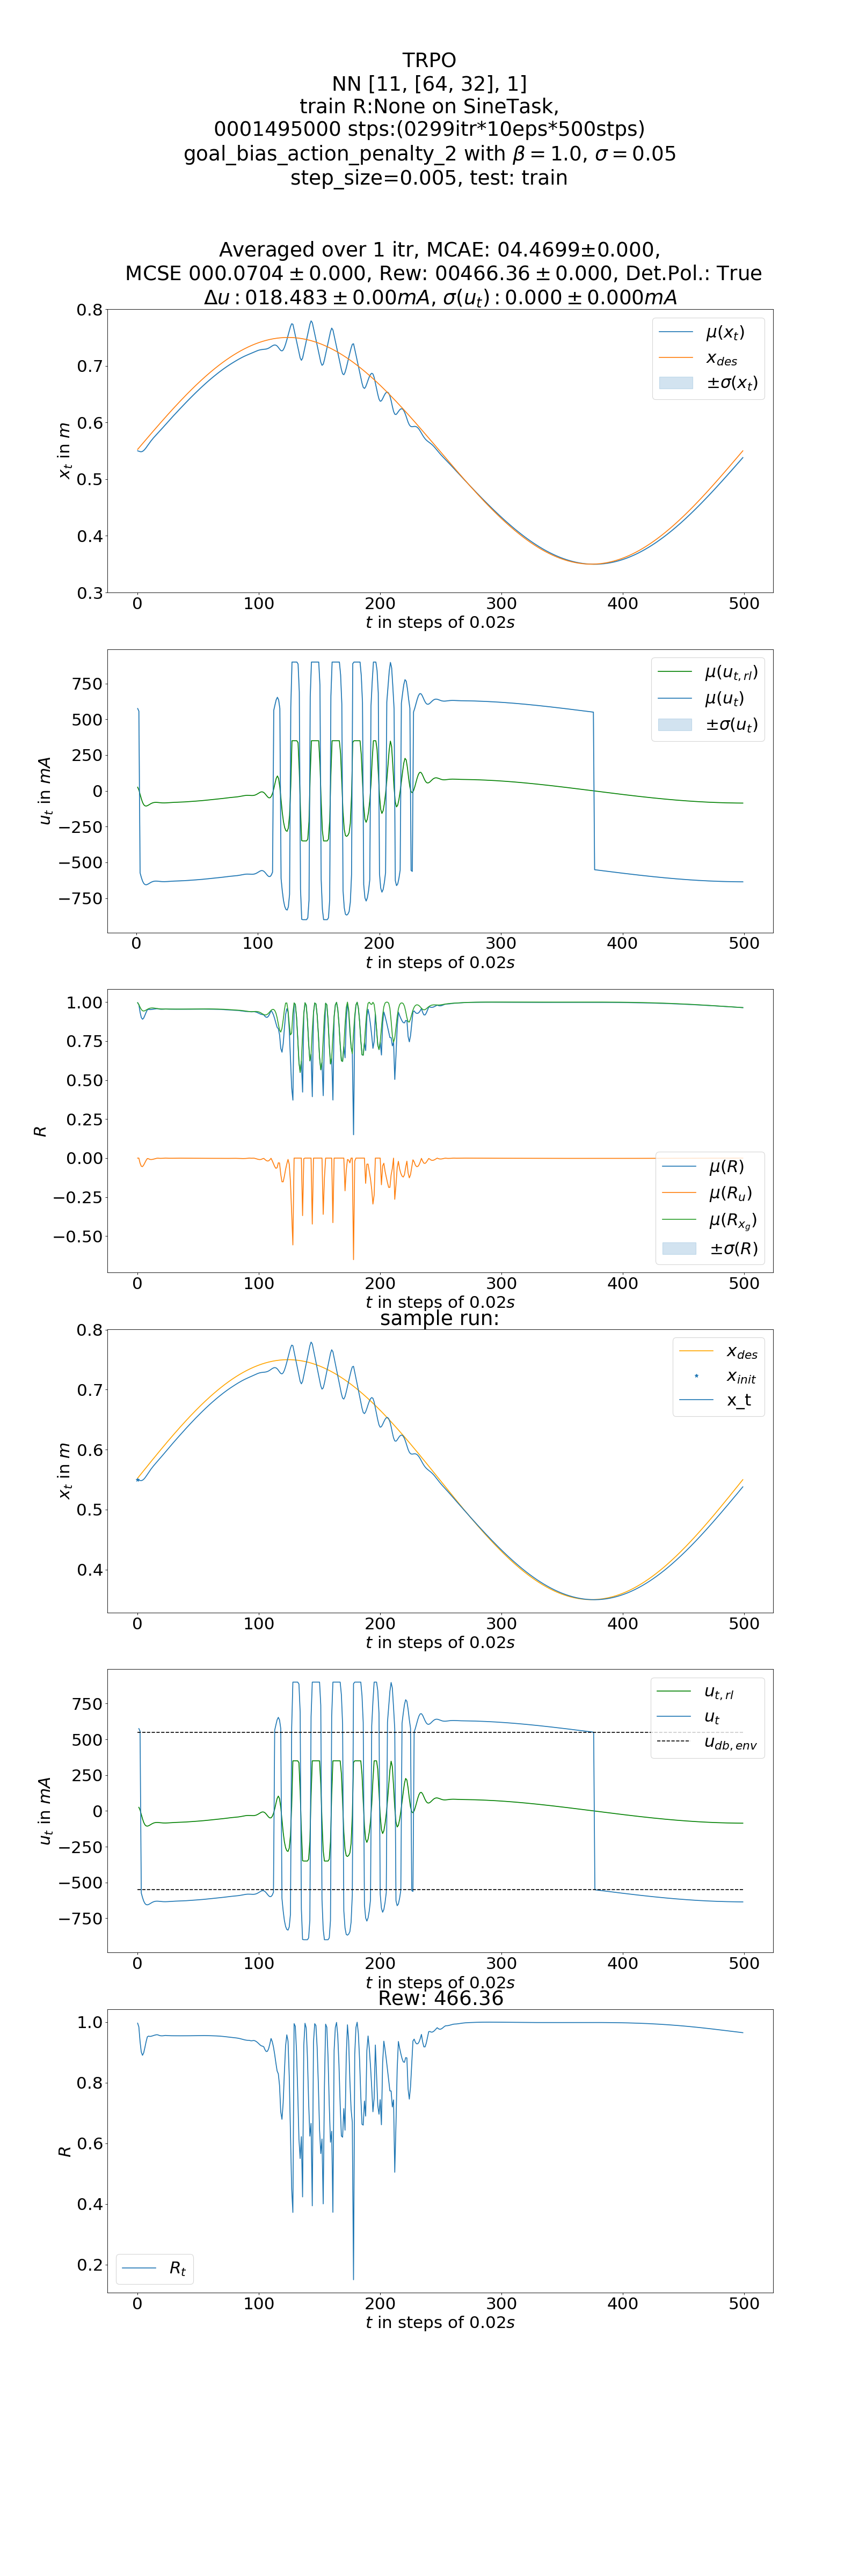 TRPO
NN [11, [64, 32], 1]
train R:None on SineTask,
0001495000 stps:(0299itr*10eps*500stps)
goal_bias_action_penalty_2 with β = 1.0, σ = 0.05
step_size=0.005, test: train
Averaged over 1 itr, MCAE: 04.4699±0.000,
MCSE 000.0704 ± 0.000, Rew: 00466.36 ± 0.000, Det.Pol.: True
Δu : 018.483 ± 0.00mA, σ(u_t) : 0.000 ± 0.000mA
0.8
0.7
0.6
0.5
0.4
0.3
x_t in m
μ(x_t)
x_des
±σ(x_t)
0 100 200 300 400 500
t in steps of 0.02s
750
500
250
0
−250
−500
−750
u_t in mA
μ(u_t,rl)
μ(u_t)
±σ(u_t)
0 100 200 300 400 500
t in steps of 0.02s
1.00
0.75
0.50
0.25
0.00
−0.25
−0.50
R
μ(R)
μ(R_u)
μ(R_x_g)
±σ(R)
0 100 200 300 400 500
t in steps of 0.02s
sample run:
0.8
0.7
0.6
0.5
0.4
x_t in m
x_des
x_init
x_t
0 100 200 300 400 500
t in steps of 0.02s
750
500
250
0
−250
−500
−750
u_t in mA
u_t,rl
u_t
u_db,env
0 100 200 300 400 500
t in steps of 0.02s
Rew: 466.36
1.0
0.8
0.6
0.4
0.2
R
R_t
0 100 200 300 400 500
t in steps of 0.02s